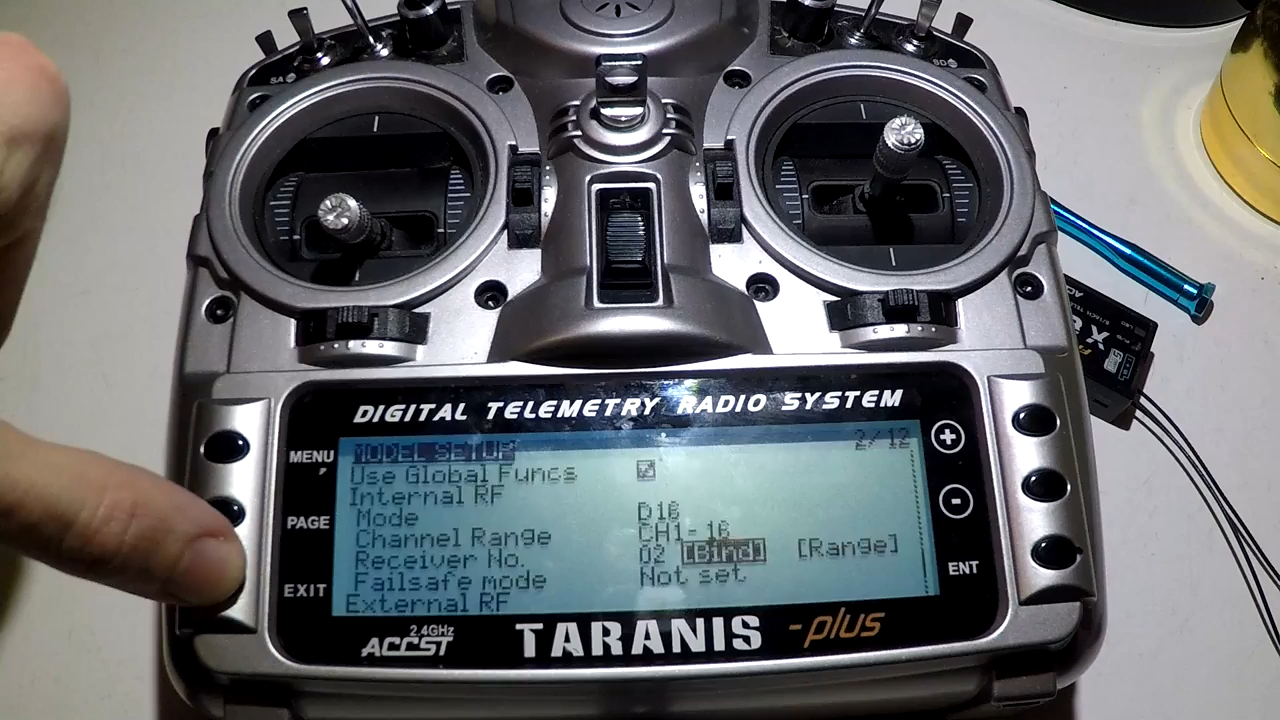 SA
SD
DIGITAL TELEMETRY RADIO SYSTEM
MENU
PAGE
EXIT
MODEL SETUP 2/12
Use Global Funcs
Internal RF
Mode D16
Channel Range CH1-16
Receiver No. 02 [Bind] [Range]
Failsafe mode Not set
External RF
+
-
ENT
2.4GHz
ACCST
TARANIS -plus